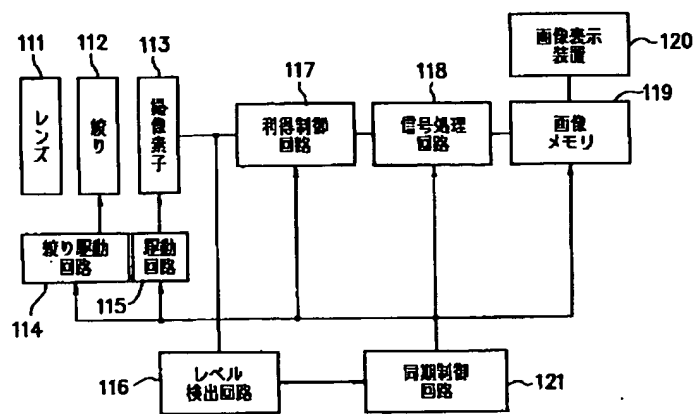 111
112
113
レンズ
絞り
撮像素子
117
利得制御
回路
118
信号処理
回路
画像表示
装置
120
119
画像
メモリ
絞り駆動
回路
駆動
回路
114
115
116
レベル
検出回路
同期制御
回路
121